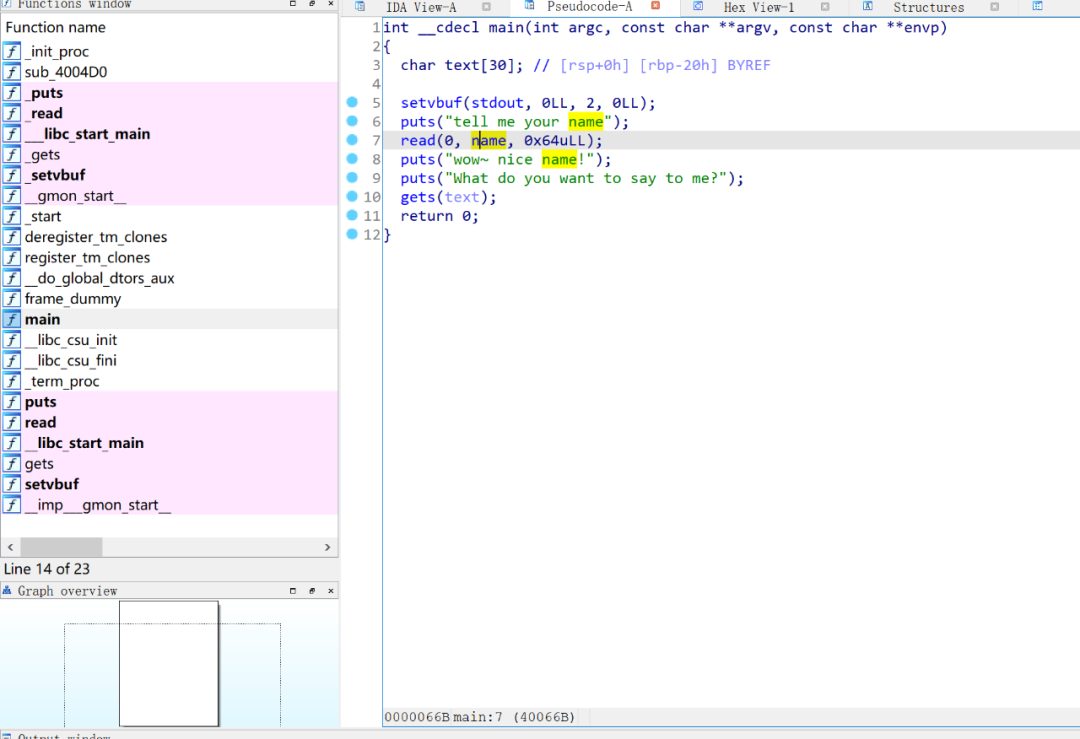 Functions window
Function name
_init_proc
sub_4004D0
_puts
_read
___libc_start_main
_gets
_setvbuf
__gmon_start__
_start
deregister_tm_clones
register_tm_clones
__do_global_dtors_aux
frame_dummy
main
__libc_csu_init
__libc_csu_fini
_term_proc
puts
read
__libc_start_main
gets
setvbuf
__imp___gmon_start__
Line 14 of 23
Graph overview
Output window
IDA View-A
Pseudocode-A
Hex View-1
Structures
1 int __cdecl main(int argc, const char **argv, const char **envp)
2 {
3 char text[30]; // [rsp+0h] [rbp-20h] BYREF
4
5 setvbuf(stdout, 0LL, 2, 0LL);
6 puts("tell me your name");
7 read(0, name, 0x64uLL);
8 puts("wow~ nice name!");
9 puts("What do you want to say to me?");
10 gets(text);
11 return 0;
12 }
0000066B main:7 (40066B)